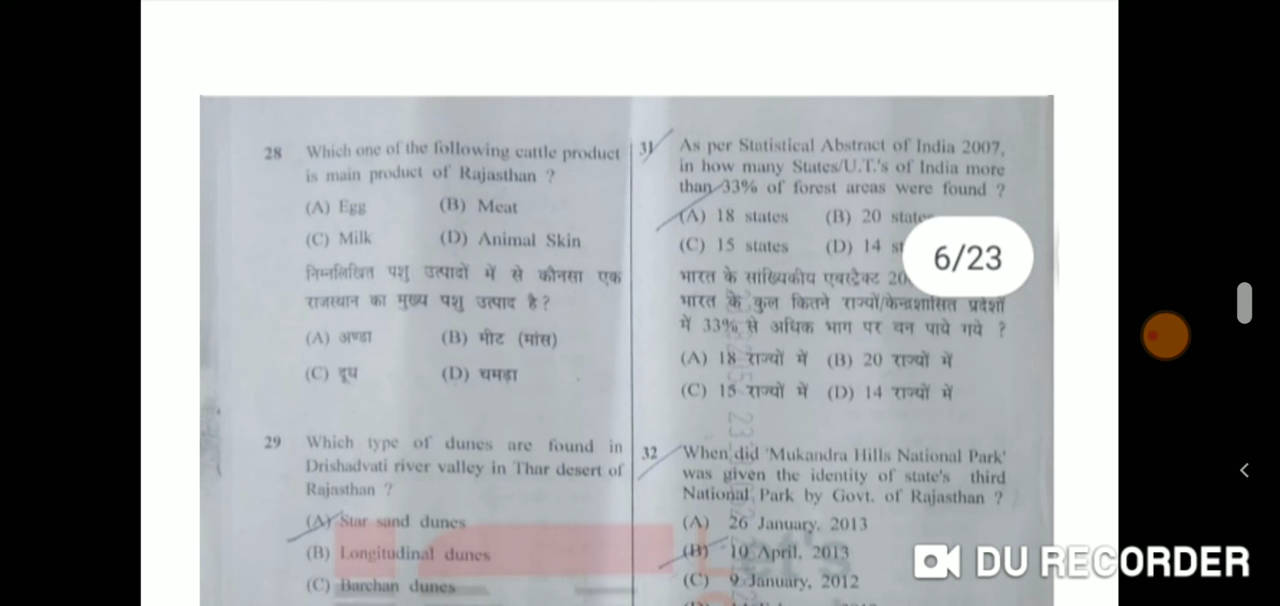 28 Which one of the following cattle product
is main product of Rajasthan ?
(A) Egg (B) Meat
(C) Milk (D) Animal Skin
निम्नलिखित पशु उत्पादों में से कौनसा एक
राजस्थान का मुख्य पशु उत्पाद है?
(A) अण्डा (B) मीट (मांस)
(C) दूध (D) चमड़ा
29 Which type of dunes are found in
Drishadvati river valley in Thar desert of
Rajasthan ?
(A) Star sand dunes
(B) Longitudinal dunes
(C) Barchan dunes
31 As per Statistical Abstract of India 2007,
in how many States/U.T.'s of India more
than 33% of forest areas were found ?
(A) 18 states (B) 20
(C) 15 states (D) 14
भारत के सांख्यिकीय एबस्ट्रैक्ट
भारत के कुल कितने राज्यों/केन्द्रशासित प्रदेशों
में 33% से अधिक भाग पर वन पाये गये ?
(A) 18 राज्यों में (B) 20 राज्यों में
(C) 15 राज्यों में (D) 14 राज्यों में
32 When did 'Mukandra Hills National Park'
was given the identity of state's third
National Park by Govt. of Rajasthan ?
(A) 26 January, 2013
(B) 10 April, 2013
(C) 9 January, 2012
6/23
Let's
DU RECORDER